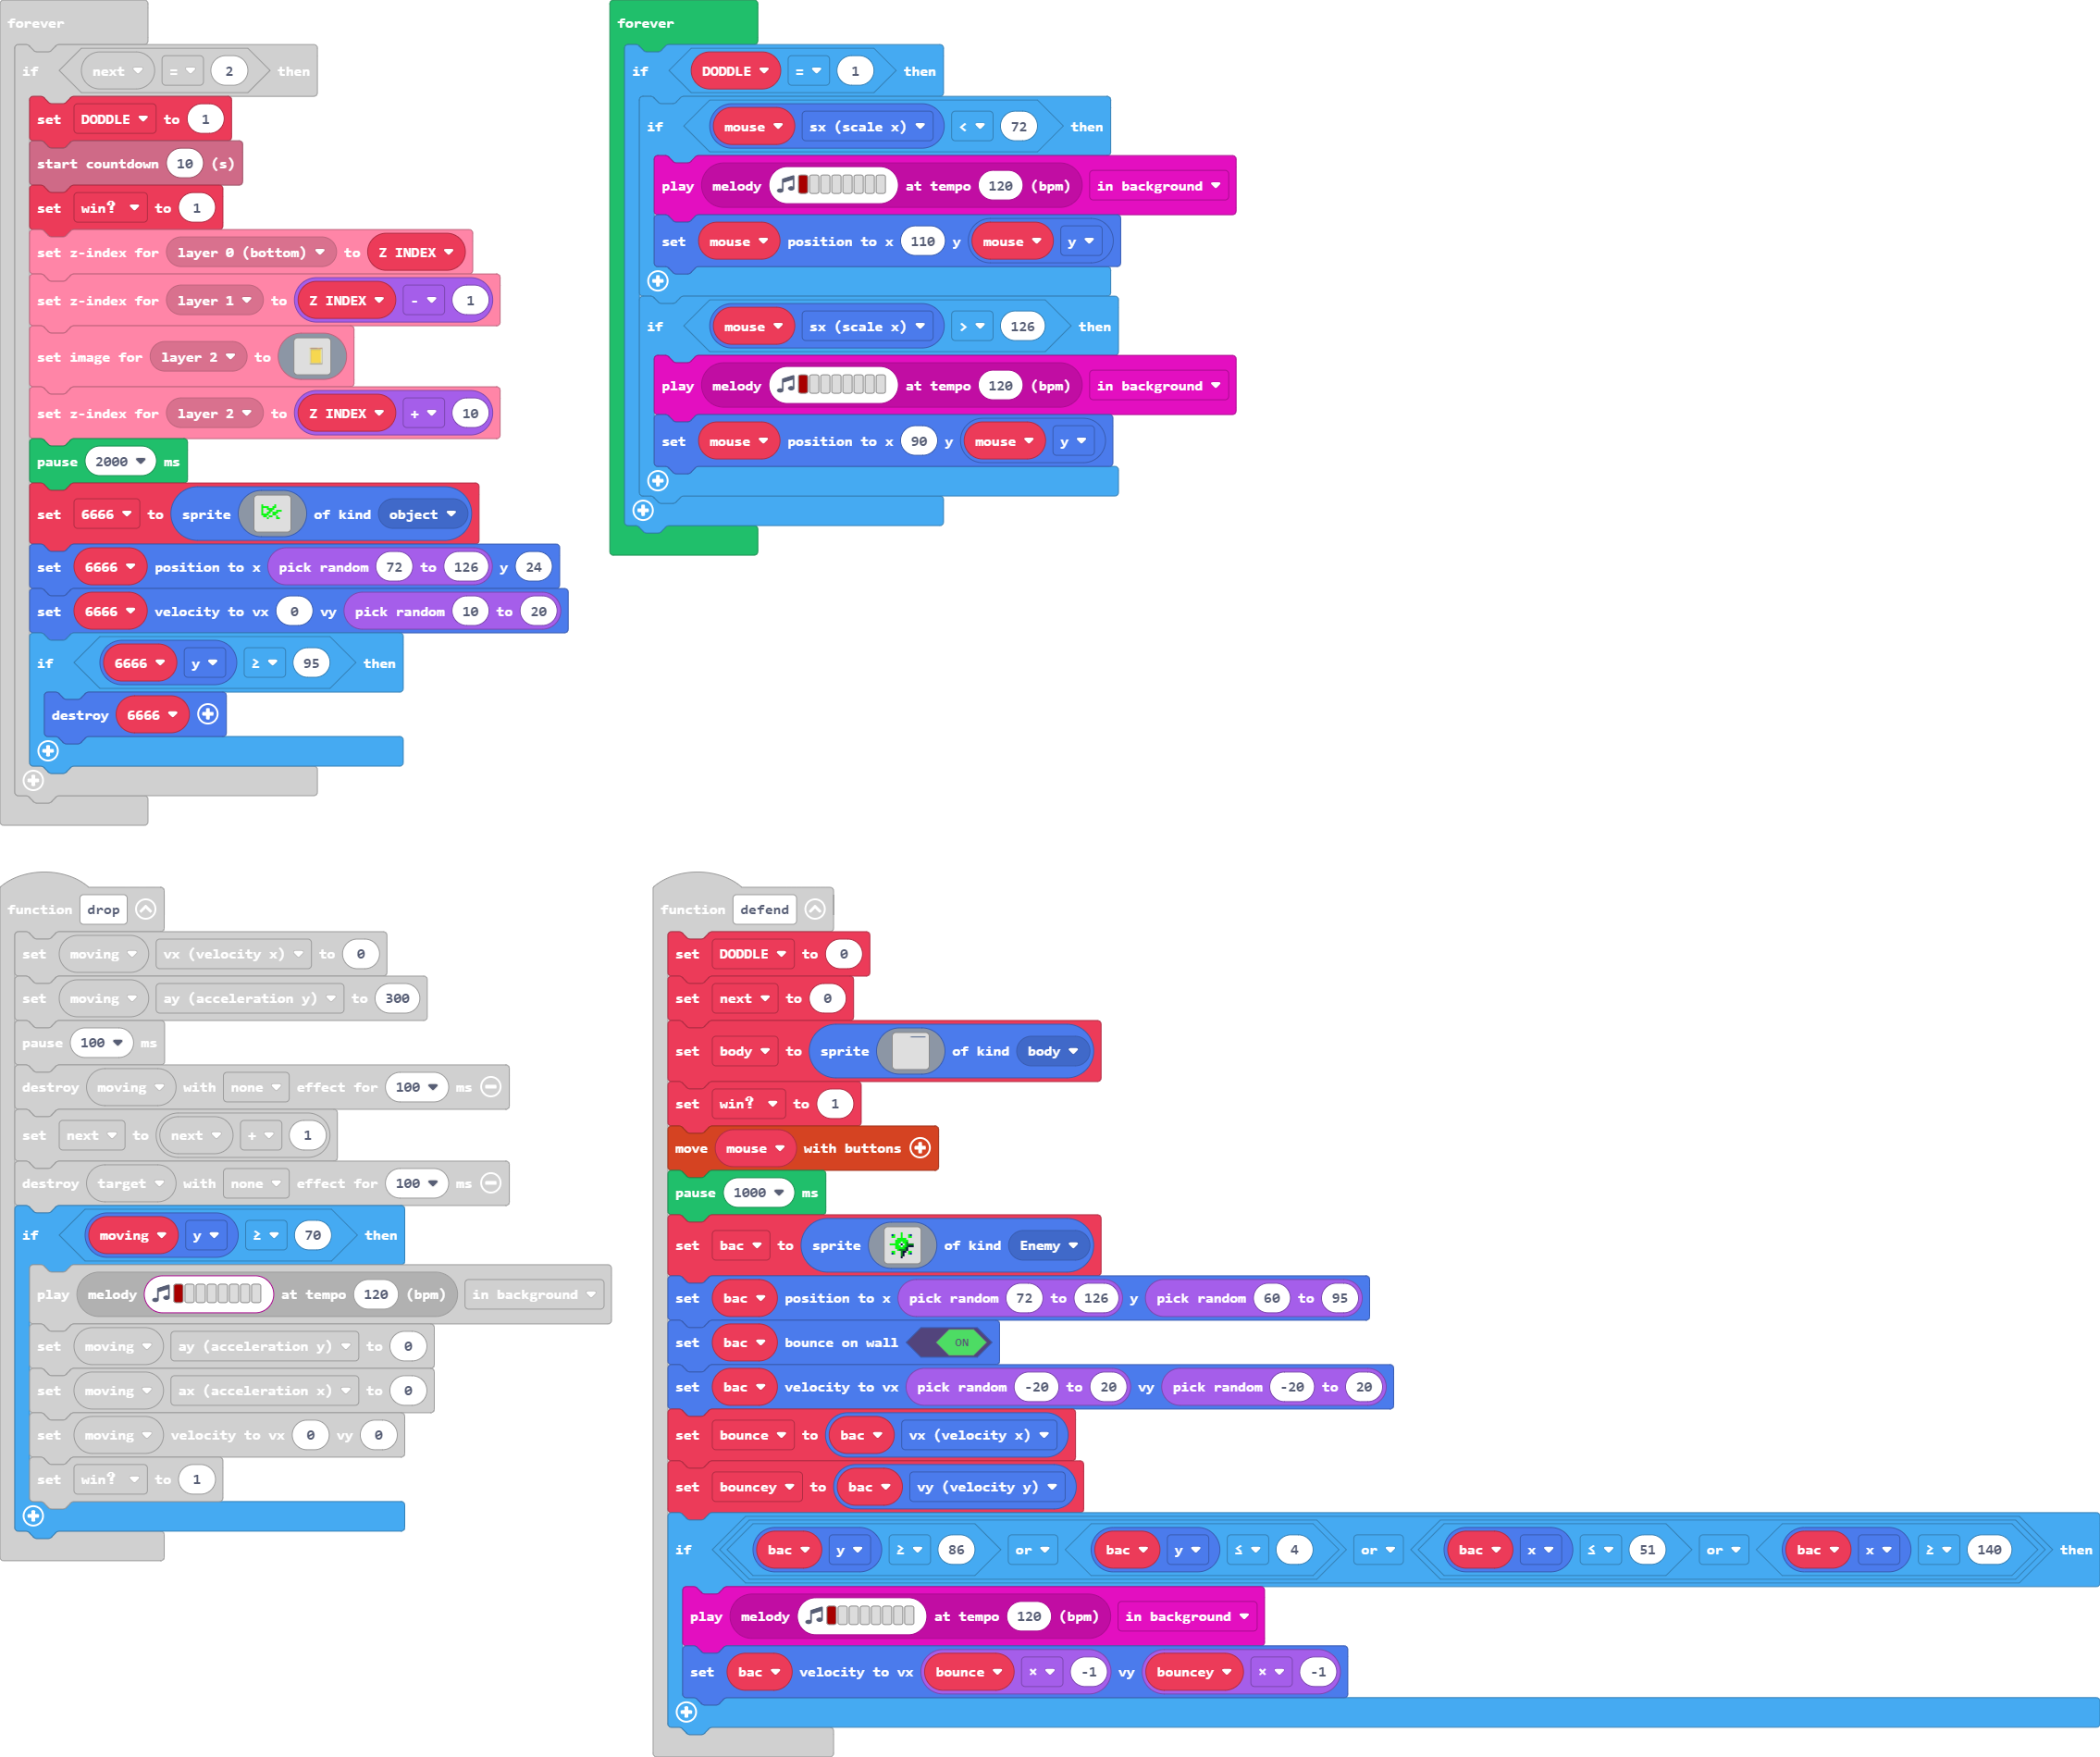 forever
if next = 2 then
set DODDLE to 1
start countdown 10 (s)
set win? to 1
set z-index for layer 0 (bottom) to Z INDEX
set z-index for layer 1 to Z INDEX - 1
set image for layer 2 to
set z-index for layer 2 to Z INDEX + 10
pause 2000 ms
set 6666 to sprite of kind object
set 6666 position to x pick random 72 to 126 y 24
set 6666 velocity to vx 0 vy pick random 10 to 20
if 6666 y ≥ 95 then
destroy 6666
forever
if DODDLE = 1 then
if mouse sx (scale x) < 72 then
play melody at tempo 120 (bpm) in background
set mouse position to x 110 y mouse y
if mouse sx (scale x) > 126 then
play melody at tempo 120 (bpm) in background
set mouse position to x 90 y mouse y
function drop
set moving vx (velocity x) to 0
set moving ay (acceleration y) to 300
pause 100 ms
destroy moving with none effect for 100 ms
set next to next + 1
destroy target with none effect for 100 ms
if moving y ≥ 70 then
play melody at tempo 120 (bpm) in background
set moving ay (acceleration y) to 0
set moving ax (acceleration x) to 0
set moving velocity to vx 0 vy 0
set win? to 1
function defend
set DODDLE to 0
set next to 0
set body to sprite of kind body
set win? to 1
move mouse with buttons
pause 1000 ms
set bac to sprite of kind Enemy
set bac position to x pick random 72 to 126 y pick random 60 to 95
set bac bounce on wall ON
set bac velocity to vx pick random -20 to 20 vy pick random -20 to 20
set bounce to bac vx (velocity x)
set bouncey to bac vy (velocity y)
if bac y ≥ 86 or bac y ≤ 4 or bac x ≤ 51 or bac x ≥ 140 then
play melody at tempo 120 (bpm) in background
set bac velocity to vx bounce × -1 vy bouncey × -1